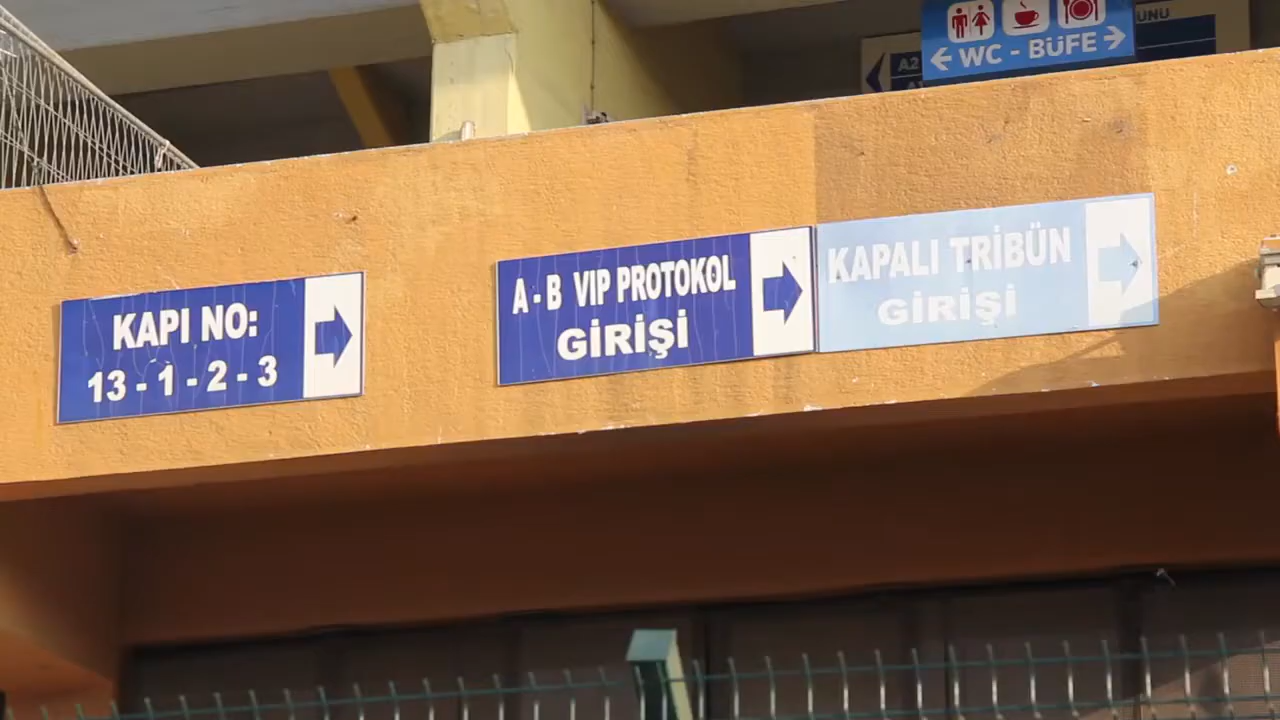 WC - BÜFE
A2
KAPI NO:
13 - 1 - 2 - 3
A - B VIP PROTOKOL
GİRİŞİ
KAPALI TRİBÜN
GİRİŞİ